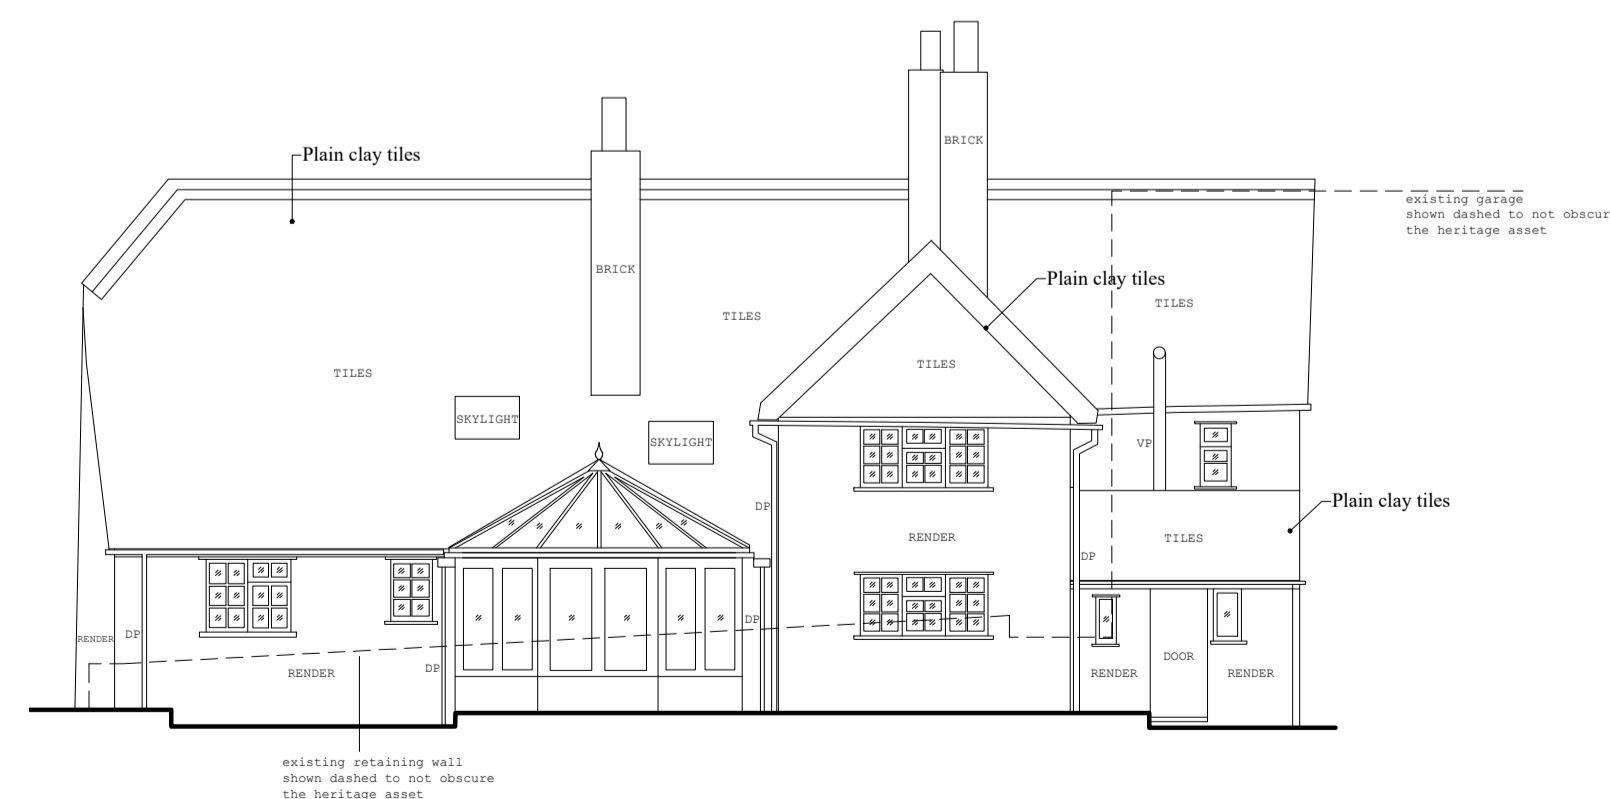 BRICK
Plain clay tiles
existing garage
shown dashed to not obscur
the heritage asset
BRICK
Plain clay tiles
TILES
TILES
TILES
TILES
SKYLIGHT
SKYLIGHT
VP
Plain clay tiles
DP
RENDER
TILES
DP
DP
RENDER
DP
DP
RENDER
DOOR
RENDER
RENDER
existing retaining wall
shown dashed to not obscure
the heritage asset